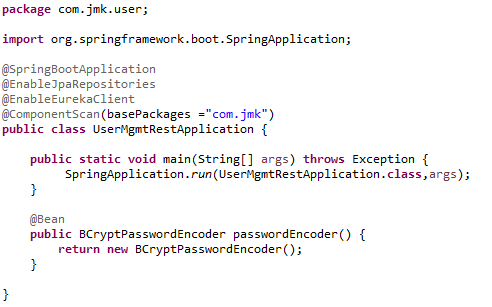 package com.jmk.user;
import org.springframework.boot.SpringApplication;
@SpringBootApplication
@EnableJpaRepositories
@EnableEurekaClient
@ComponentScan(basePackages ="com.jmk")
public class UserMgmtRestApplication {
public static void main(String[] args) throws Exception {
SpringApplication.run(UserMgmtRestApplication.class,args);
}
@Bean
public BCryptPasswordEncoder passwordEncoder() {
return new BCryptPasswordEncoder();
}
}